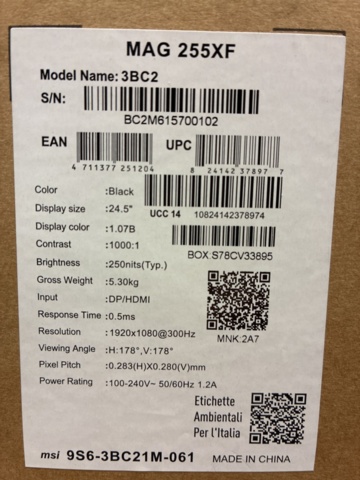 MAG 255XF
Model Name: 3BC2
S/N:
BC2M615700102
EAN
4 711377 251204
UPC
8 24142 37897 7
Color :Black
UCC 14 10824142378974
Display size :24.5"
Display color :1.07B
Contrast :1000:1
BOX:S78CV33895
Brightness :250nits(Typ.)
Gross Weight :5.30kg
Input :DP/HDMI
Response Time :0.5ms
Resolution :1920x1080@300Hz
MNK:2A7
Viewing Angle :H:178°,V:178°
Pixel Pitch :0.283(H)X0.280(V)mm
Power Rating :100-240V~ 50/60Hz 1.2A
Etichette
Ambientali
Per l'Italia
msi 9S6-3BC21M-061 MADE IN CHINA